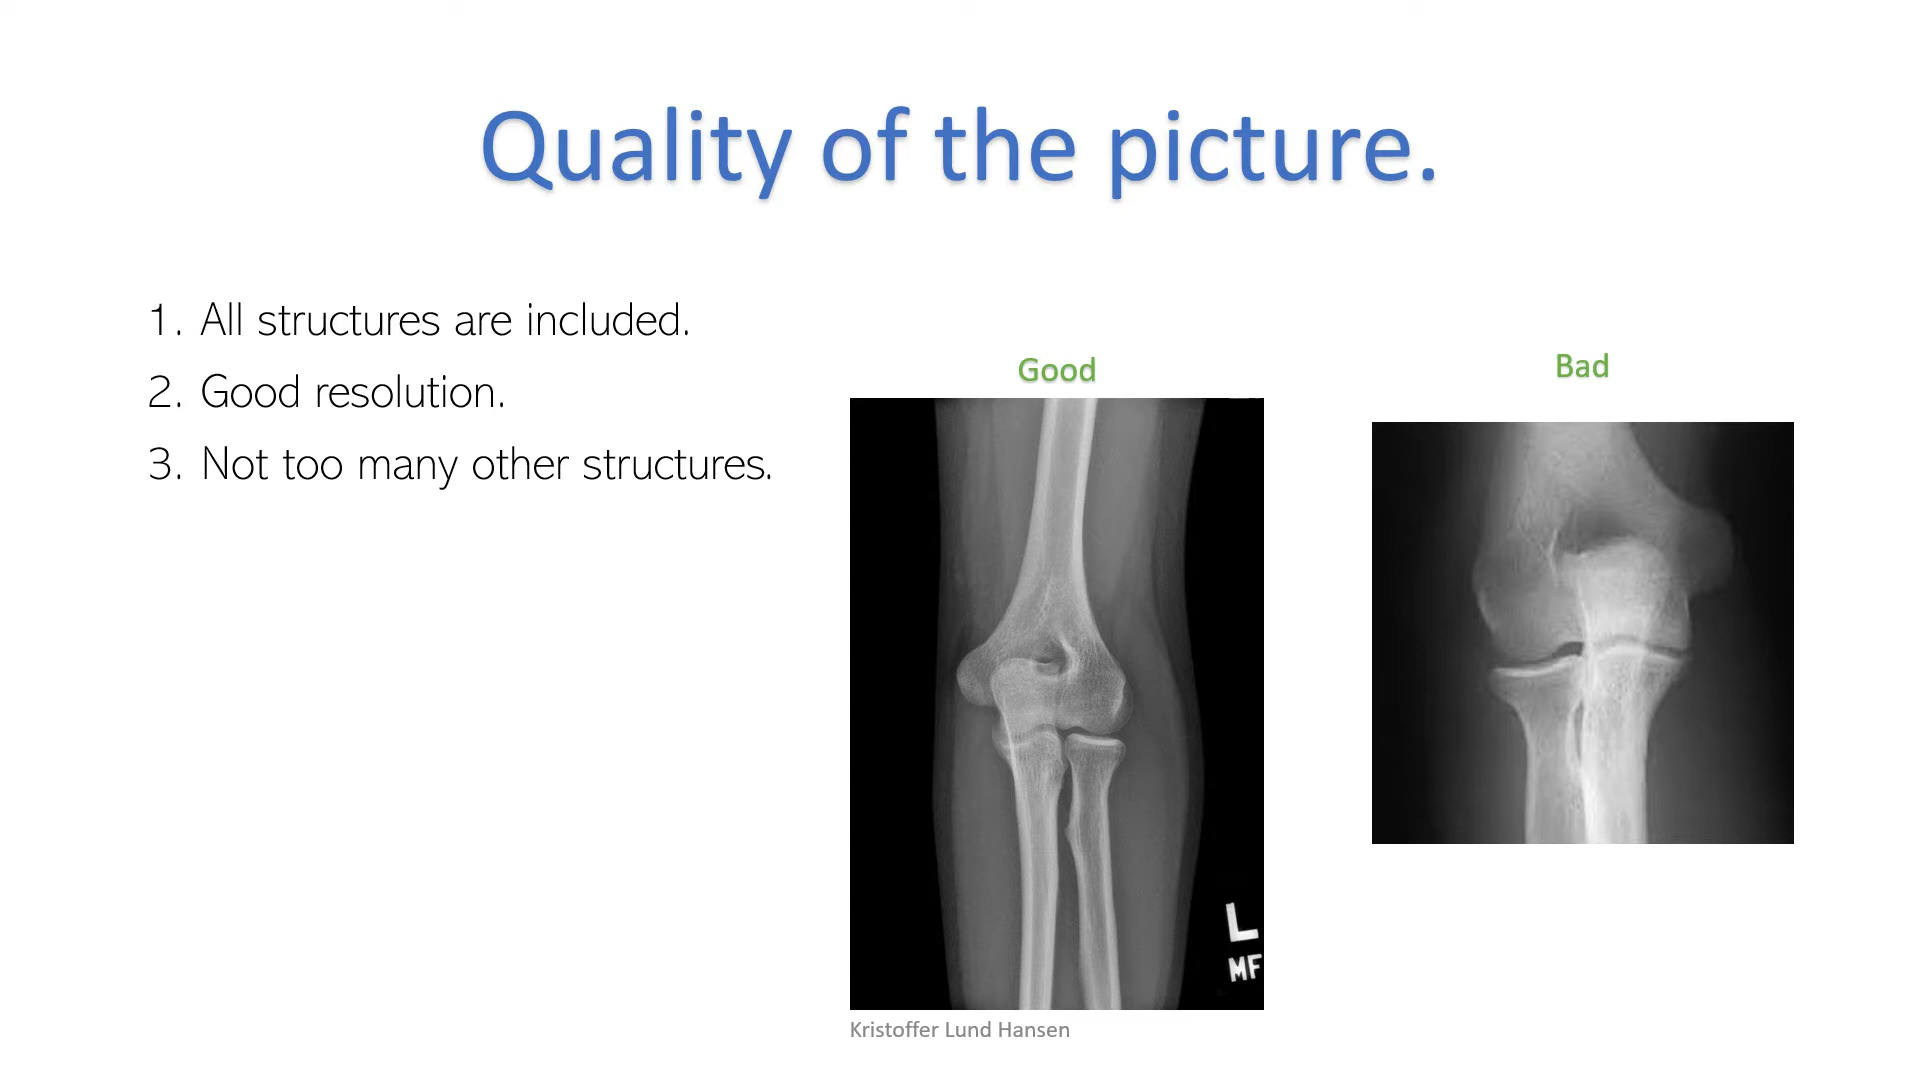 Quality of the picture.
1. All structures are included.
2. Good resolution.
3. Not too many other structures.
Good
Bad
L
MF
Kristoffer Lund Hansen